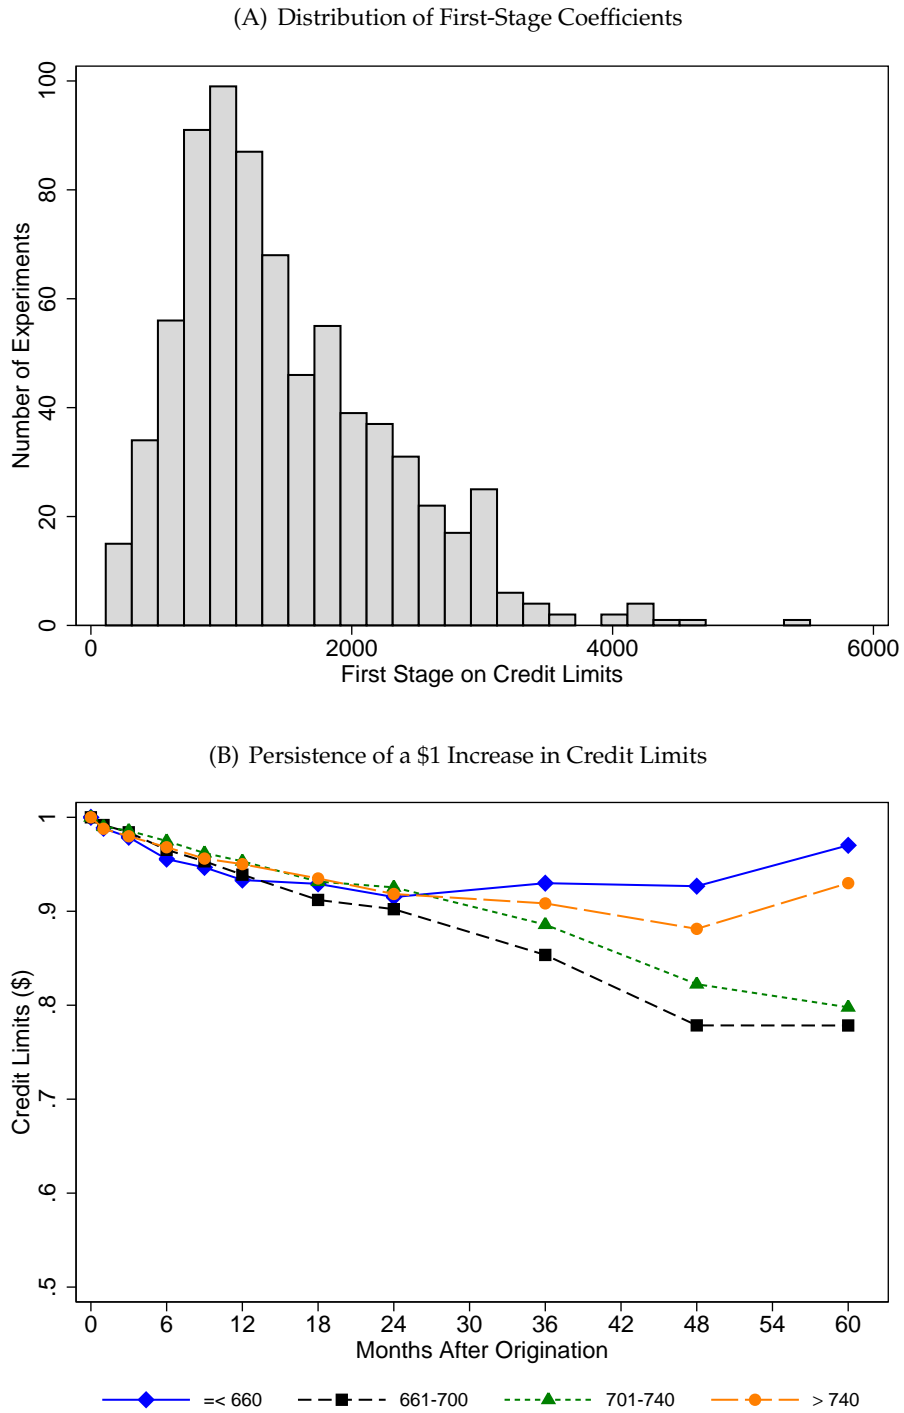 (A) Distribution of First-Stage Coefficients
100
80
60
40
20
0
Number of Experiments
0 2000 4000 6000
First Stage on Credit Limits
(B) Persistence of a $1 Increase in Credit Limits
1
.9
.8
.7
.6
.5
Credit Limits ($)
0 6 12 18 24 30 36 42 48 54 60
Months After Origination
=< 660 661-700 701-740 > 740